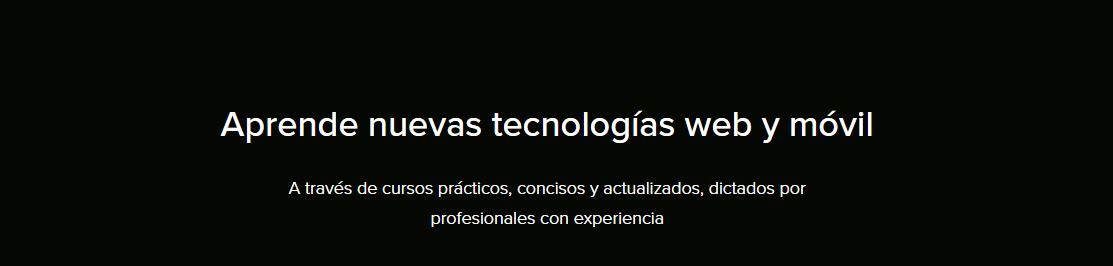 Aprende nuevas tecnologías web y móvil
A través de cursos prácticos, concisos y actualizados, dictados por
profesionales con experiencia